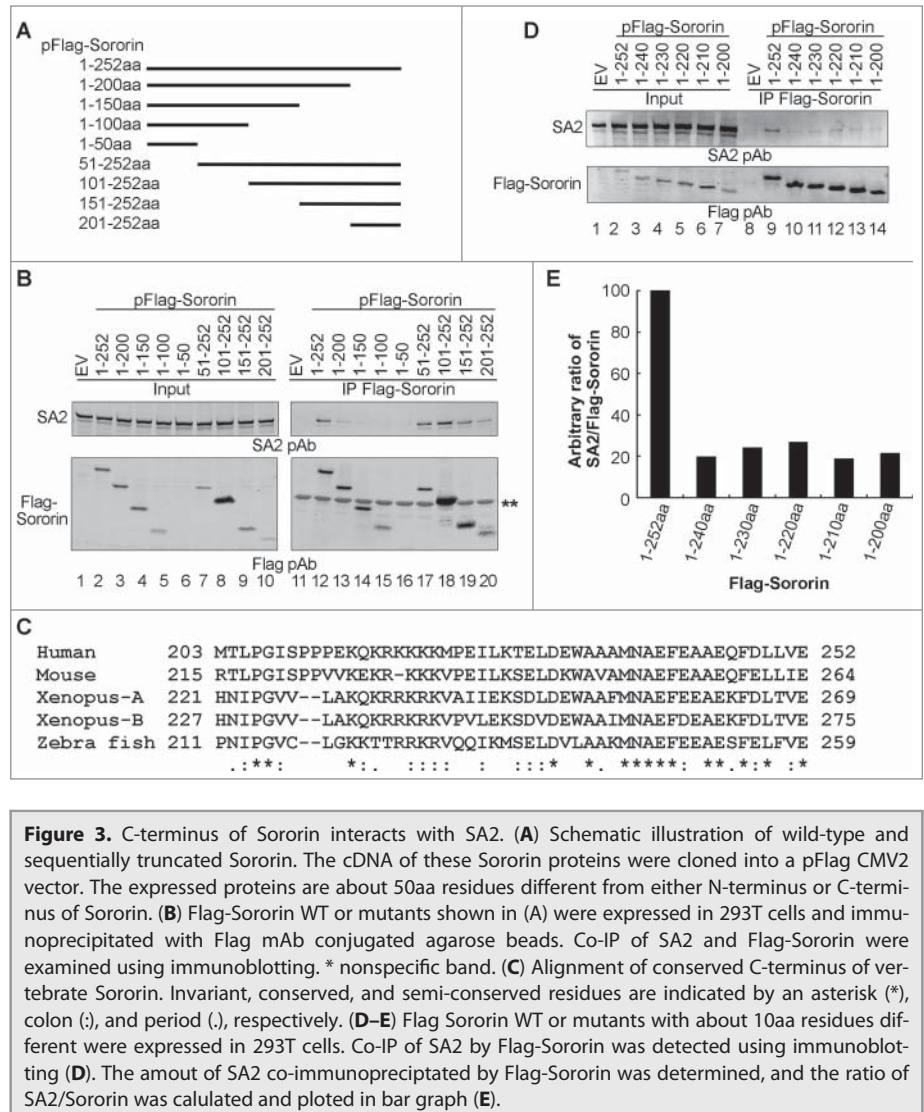 A
pFlag-Sororin
1-252aa
1-200aa
1-150aa
1-100aa
1-50aa
51-252aa
101-252aa
151-252aa
201-252aa
D
pFlag-Sororin
pFlag-Sororin
EV
1-252
1-240
1-230
1-220
1-210
1-200
EV
1-252
1-240
1-230
1-220
1-210
1-200
Input
IP Flag-Sororin
SA2
SA2 pAb
Flag-Sororin
Flag pAb
1 2 3 4 5 6 7 8 9 10 11 12 13 14
B
pFlag-Sororin
pFlag-Sororin
EV
1-252
1-200
1-150
1-100
1-50
51-252
101-252
151-252
201-252
EV
1-252
1-200
1-150
1-100
1-50
51-252
101-252
151-252
201-252
Input
IP Flag-Sororin
SA2
SA2 pAb
Flag-
Sororin
**
Flag pAb
1 2 3 4 5 6 7 8 9 10 11 12 13 14 15 16 17 18 19 20
E
Arbitrary ratio of
SA2/Flag-Sororin
100
80
60
40
20
0
1-252aa
1-240aa
1-230aa
1-220aa
1-210aa
1-200aa
Flag-Sororin
C
Human 203 MTLPGISPPPEKQKRKKKKMPEILKTELDEWAAAMNAEFEAAEQFDLLVE 252
Mouse 215 RTLPGISPPVVKEKR-KKKVPEILKSELDKWAVAMNAEFEAAEQFELLIE 264
Xenopus-A 221 HNIPGVV--LAKQKRRKRKVAIIEKSDLDEWAAFMNAEFEEAEKFDLTVE 269
Xenopus-B 227 HNIPGVV--LAKQKRRKRKVPVLEKSDVDEWAAIMNAEFDEAEKFDLTVE 275
Zebra fish 211 PNIPGVC--LGKKTTRRKRVQQIKMSELDVLAAKMNAEFEEAESFELFVE 259
.:**: *:. :::: : :::* *. *****: **.*:* :*
Figure 3. C-terminus of Sororin interacts with SA2. (A) Schematic illustration of wild-type and
sequentially truncated Sororin. The cDNA of these Sororin proteins were cloned into a pFlag CMV2
vector. The expressed proteins are about 50aa residues different from either N-terminus or C-termi-
nus of Sororin. (B) Flag-Sororin WT or mutants shown in (A) were expressed in 293T cells and immu-
noprecipitated with Flag mAb conjugated agarose beads. Co-IP of SA2 and Flag-Sororin were
examined using immunoblotting. * nonspecific band. (C) Alignment of conserved C-terminus of ver-
tebrate Sororin. Invariant, conserved, and semi-conserved residues are indicated by an asterisk (*),
colon (:), and period (.), respectively. (D–E) Flag Sororin WT or mutants with about 10aa residues dif-
ferent were expressed in 293T cells. Co-IP of SA2 by Flag-Sororin was detected using immunoblot-
ting (D). The amout of SA2 co-immunopreciptated by Flag-Sororin was determined, and the ratio of
SA2/Sororin was calulated and ploted in bar graph (E).